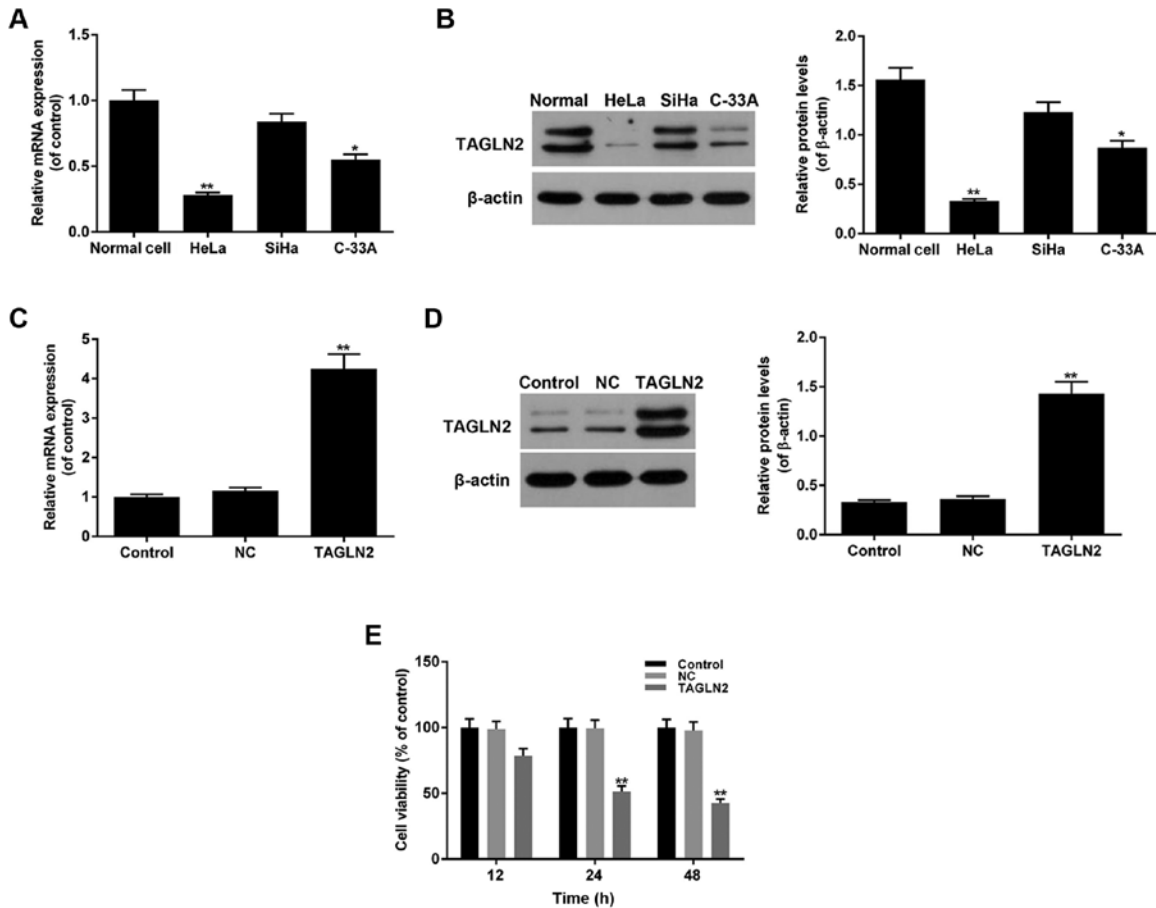 A
Relative mRNA expression
(of control)
1.5
1.0
0.5
0.0
**
*
Normal cell HeLa SiHa C-33A
B
Normal HeLa SiHa C-33A
TAGLN2
β-actin
Relative protein levels
(of β-actin)
2.0
1.5
1.0
0.5
0.0
**
*
Normal cell HeLa SiHa C-33A
C
Relative mRNA expression
(of control)
5
4
3
2
1
0
**
Control NC TAGLN2
D
Control NC TAGLN2
TAGLN2
β-actin
Relative protein levels
(of β-actin)
2.0
1.5
1.0
0.5
0.0
**
Control NC TAGLN2
E
Cell viability (% of control)
150
100
50
0
Control
NC
TAGLN2
**
**
12 24 48
Time (h)